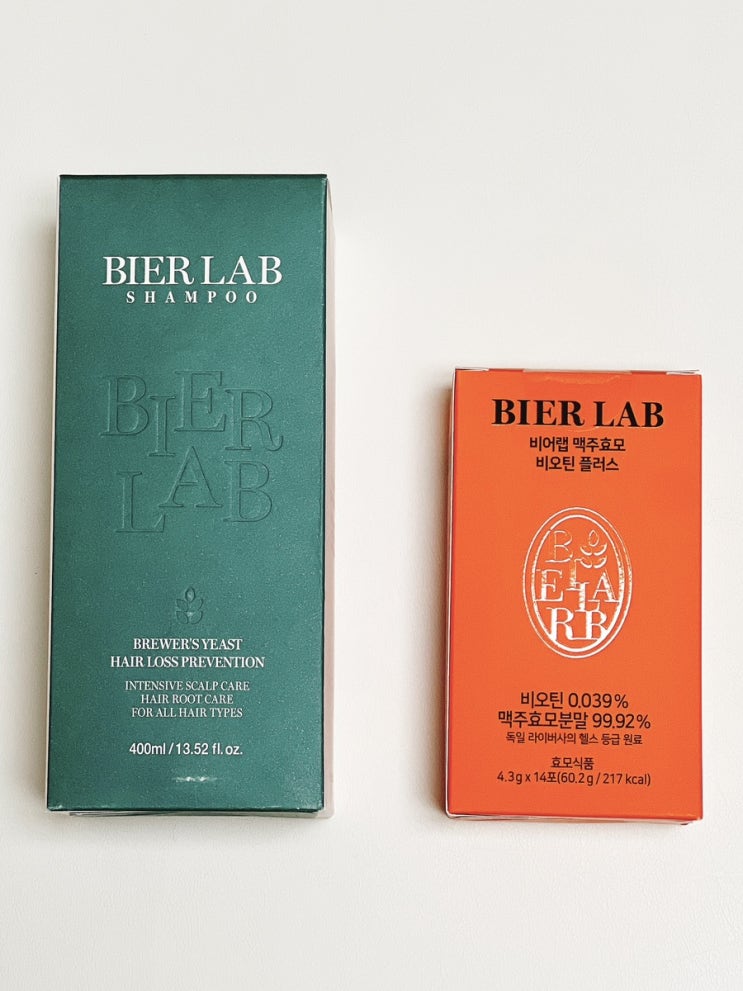 BIER LAB
SHAMPOO
BIER
LAB
BREWER'S YEAST
HAIR LOSS PREVENTION
INTENSIVE SCALP CARE
HAIR ROOT CARE
FOR ALL HAIR TYPES
400ml / 13.52 fl. oz.
BIER LAB
비어랩 맥주효모
비오틴 플러스
B
EILA
RLB
비오틴 0.039%
맥주효모분말 99.92%
독일 라이버사의 헬스 등급 원료
효모식품
4.3g x 14포(60.2g / 217 kcal)